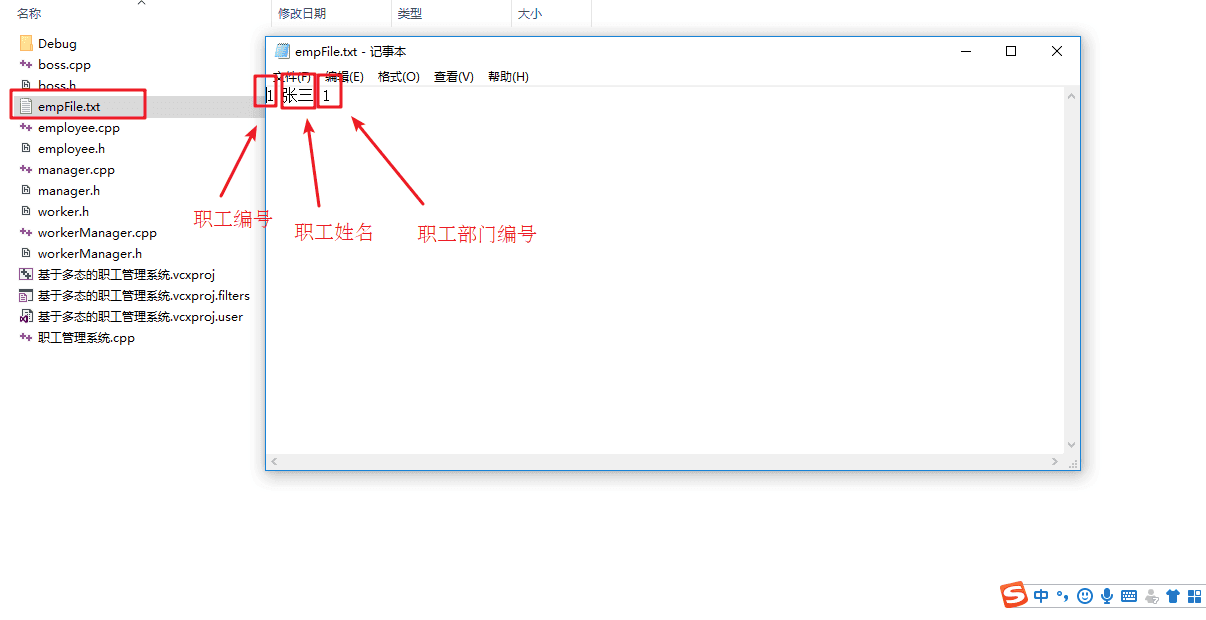 名称
修改日期
类型
大小
Debug
boss.cpp
boss.h
empFile.txt
employee.cpp
employee.h
manager.cpp
manager.h
worker.h
workerManager.cpp
workerManager.h
基于多态的职工管理系统.vcxproj
基于多态的职工管理系统.vcxproj.filters
基于多态的职工管理系统.vcxproj.user
职工管理系统.cpp
empFile.txt - 记事本
文件(F) 编辑(E) 格式(O) 查看(V) 帮助(H)
1 张三 1
职工编号
职工姓名
职工部门编号
S 中